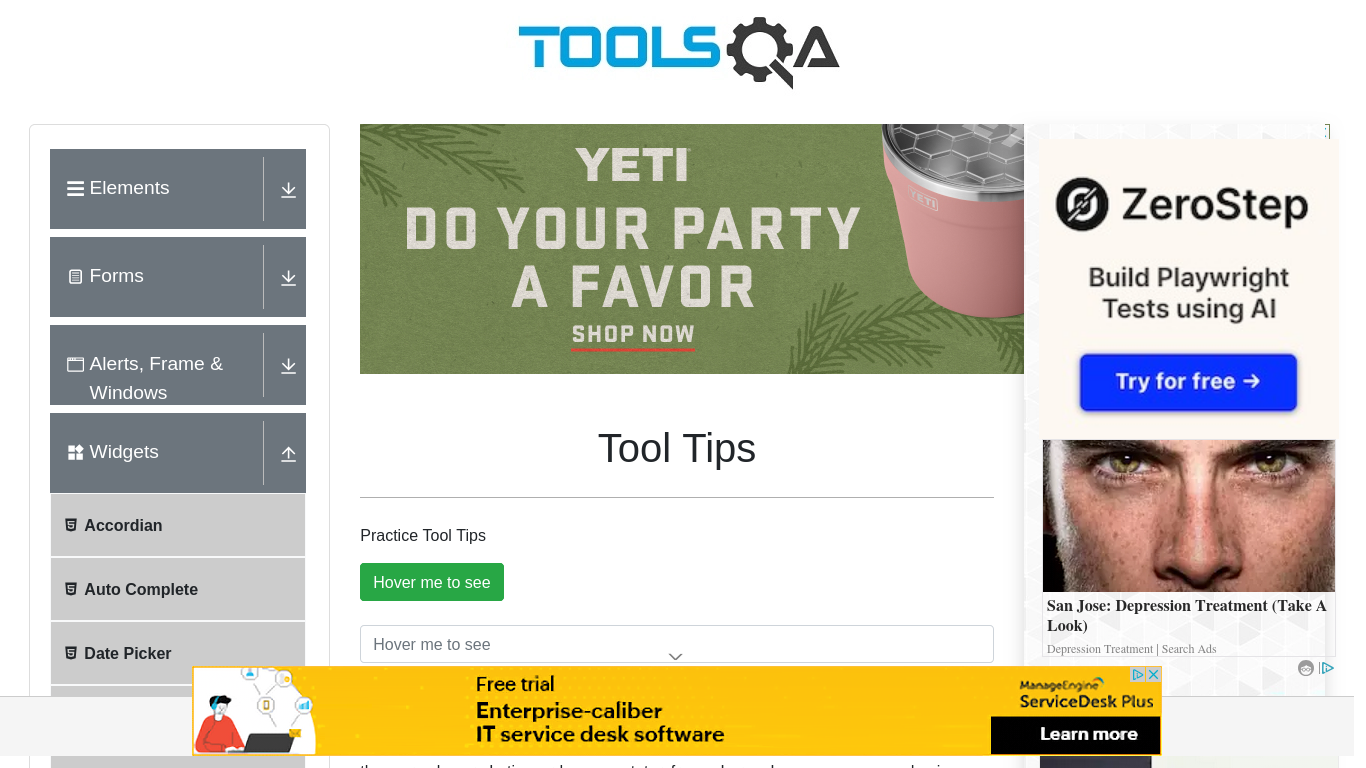 TOOLSQA
Elements
Forms
Alerts, Frame &
Windows
Widgets
Accordian
Auto Complete
Date Picker
YETI
DO YOUR PARTY
A FAVOR
SHOP NOW
YETI
Tool Tips
Practice Tool Tips
Hover me to see
Hover me to see
ZeroStep
Build Playwright
Tests using AI
Try for free →
San Jose: Depression Treatment (Take A
Look)
Depression Treatment | Search Ads
Free trial
Enterprise-caliber
IT service desk software
ManageEngine
ServiceDesk Plus
Learn more